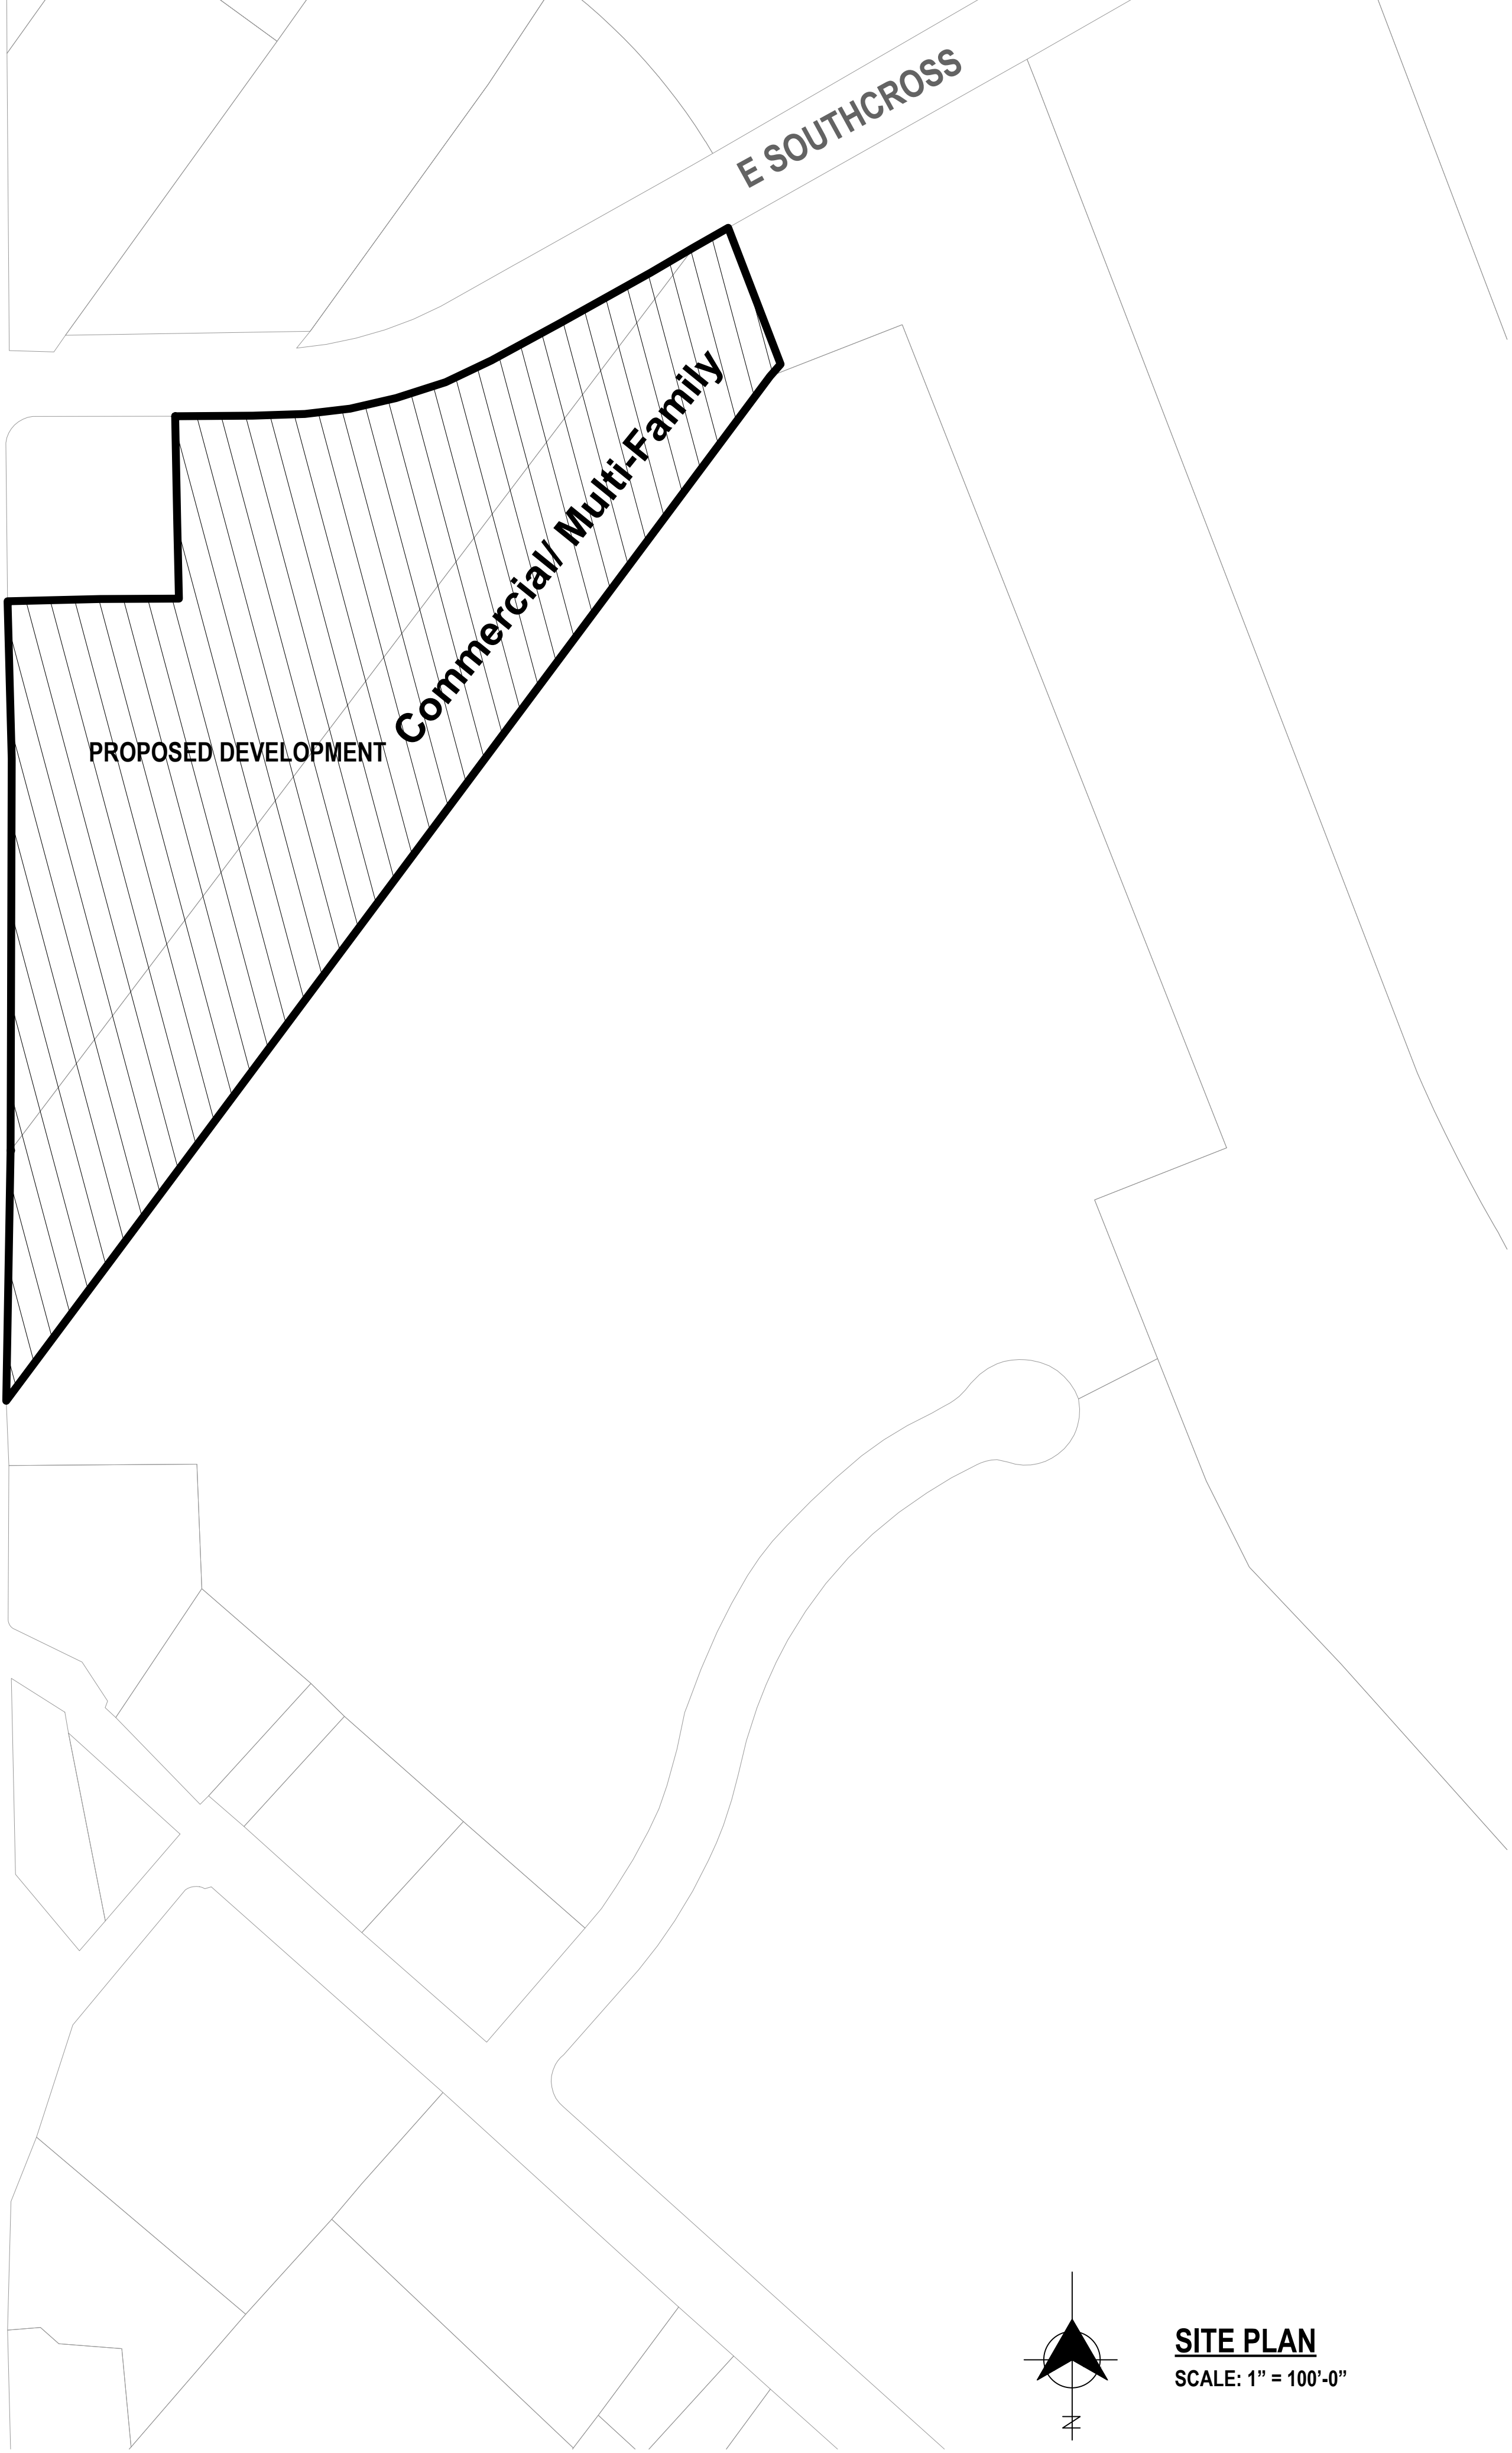 E SOUTHCROSS
Commercial/ Multi-Family
PROPOSED DEVELOPMENT
SITE PLAN
SCALE: 1” = 100’-0”
N